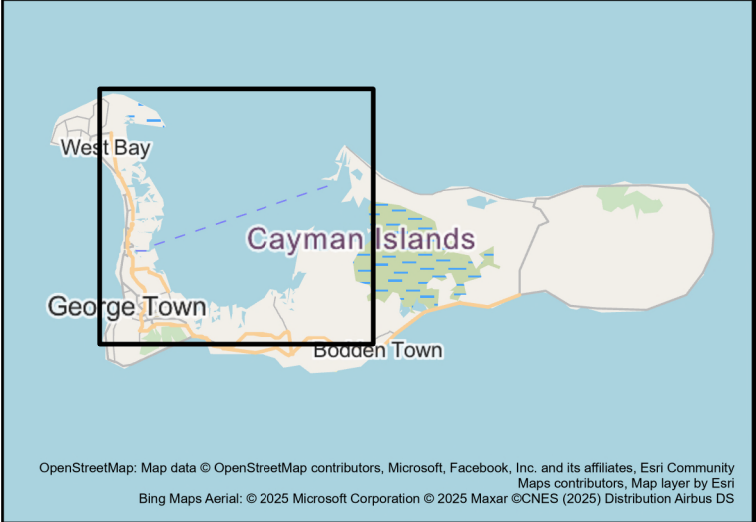 West Bay
Cayman Islands
George Town
Bodden Town
OpenStreetMap: Map data © OpenStreetMap contributors, Microsoft, Facebook, Inc. and its affiliates, Esri Community
Maps contributors, Map layer by Esri
Bing Maps Aerial: © 2025 Microsoft Corporation © 2025 Maxar ©CNES (2025) Distribution Airbus DS